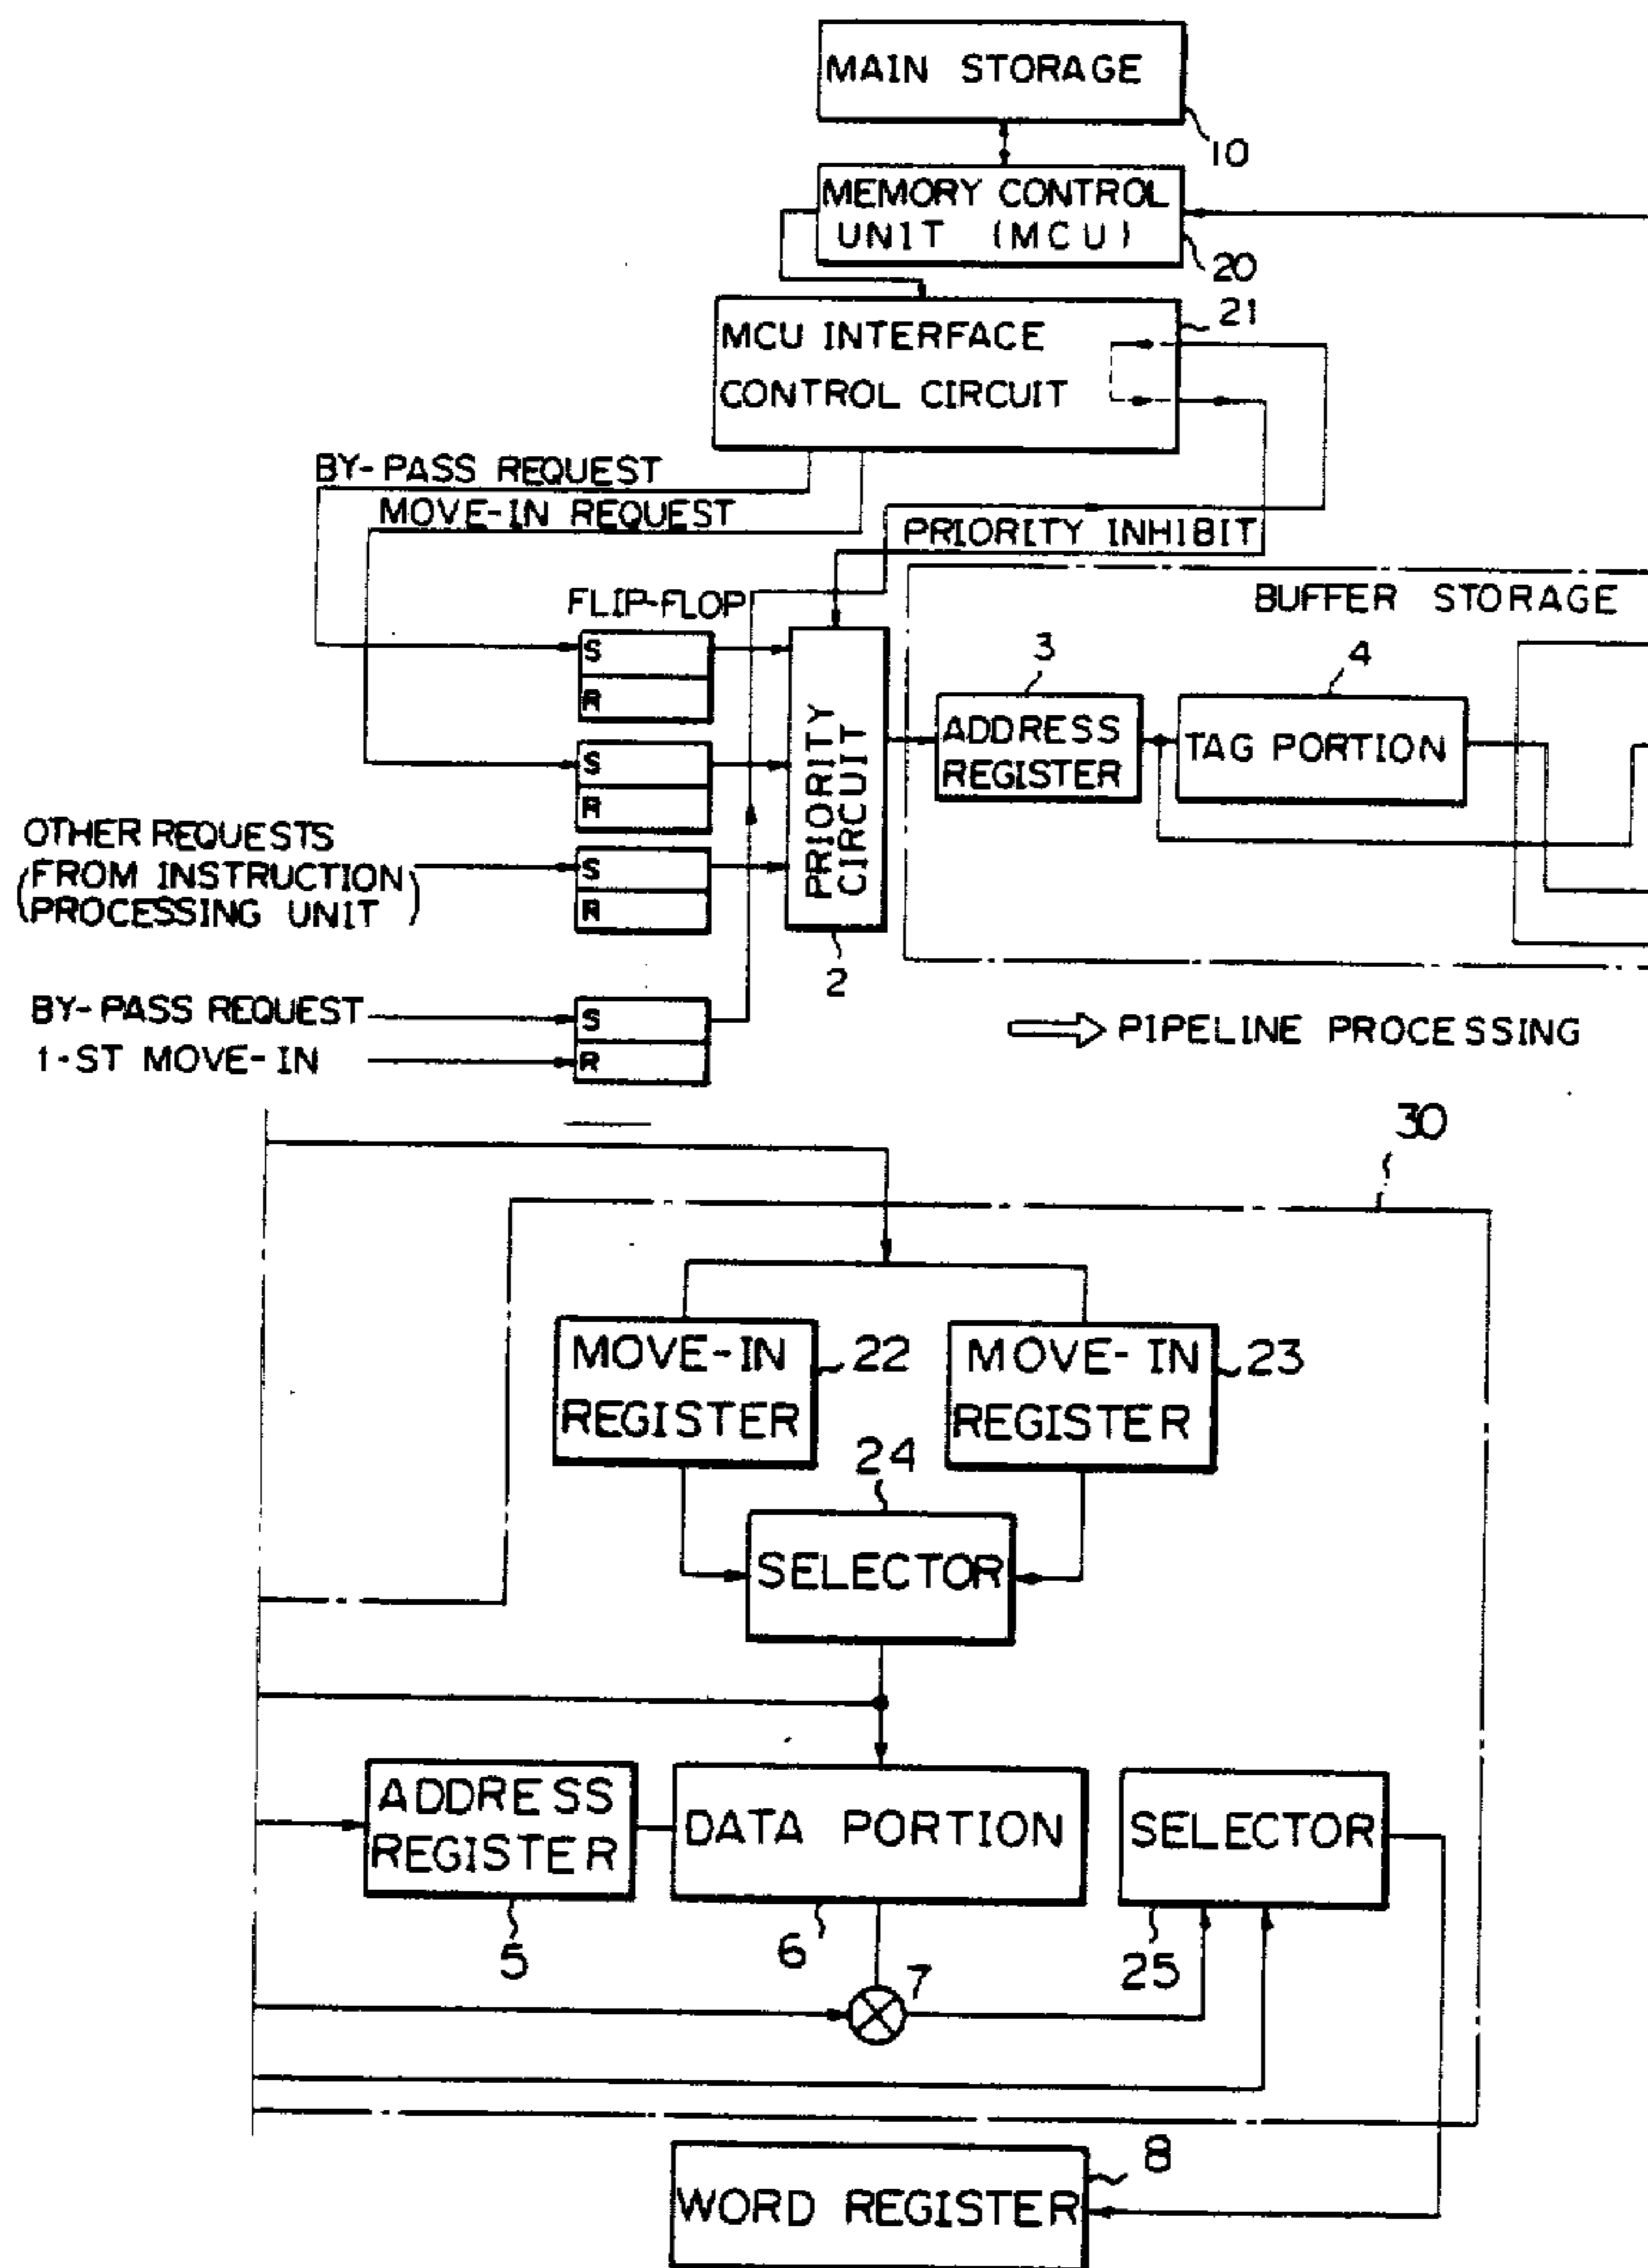 MAIN STORAGE
10
MEMORY CONTROL
UNIT (MCU)
20
21
MCU INTERFACE
CONTROL CIRCUIT
BY-PASS REQUEST
MOVE-IN REQUEST
PRIORITY INHIBIT
FLIP-FLOP
BUFFER STORAGE
S
R
3
4
PRIORITY
CIRCUIT
ADDRESS
REGISTER
TAG PORTION
S
R
OTHER REQUESTS
(FROM INSTRUCTION
PROCESSING UNIT)
S
R
2
BY-PASS REQUEST
S
1-ST MOVE-IN
R
PIPELINE PROCESSING
30
MOVE-IN
REGISTER
22
MOVE-IN
REGISTER
23
24
SELECTOR
ADDRESS
REGISTER
DATA PORTION
SELECTOR
5
6
25
7
8
WORD REGISTER